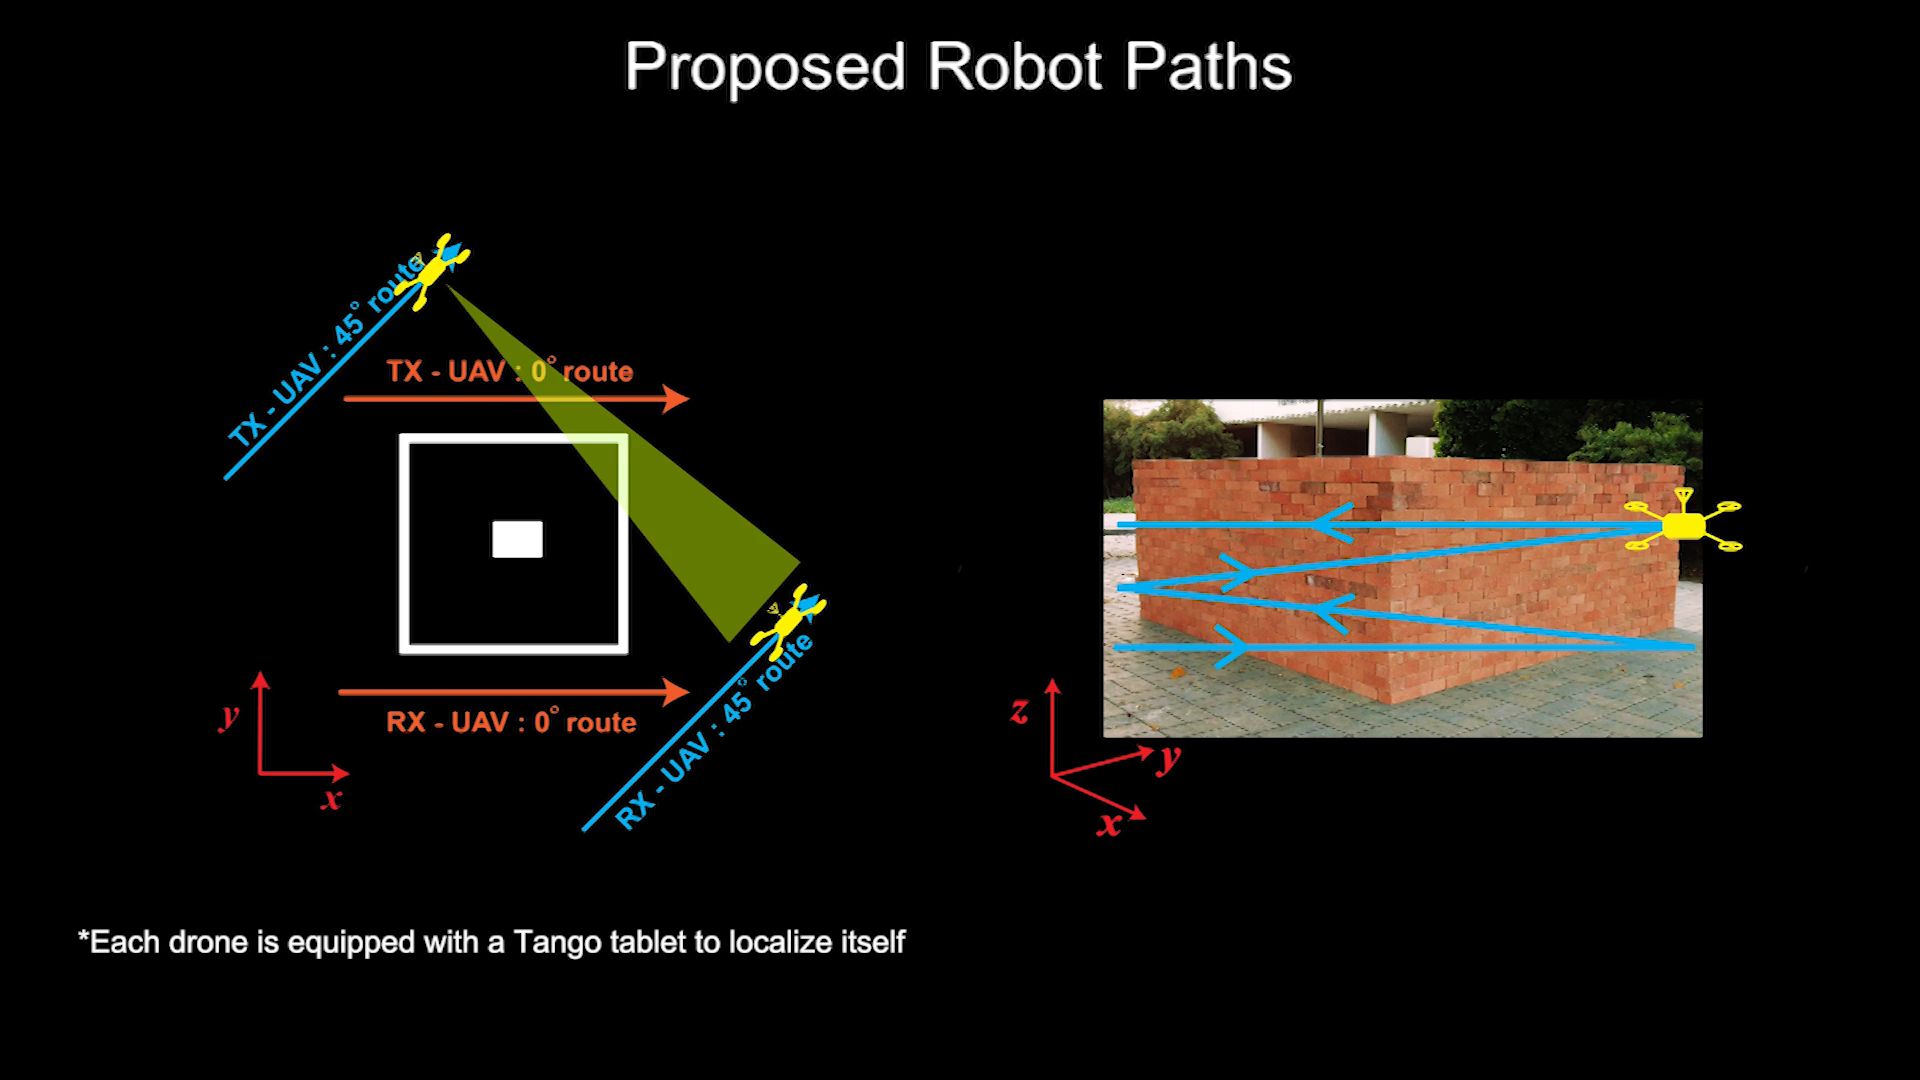 Proposed Robot Paths
TX - UAV : 45° route
TX - UAV : 0° route
RX - UAV : 0° route
RX - UAV : 45° route
y
x
z
y
x
*Each drone is equipped with a Tango tablet to localize itself